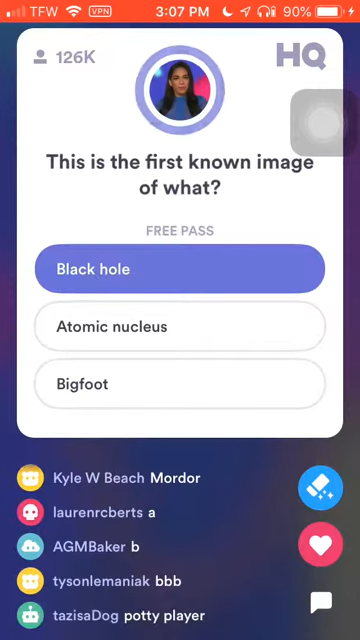 TFW VPN 3:07 PM 90%
126K HQ
This is the first known image
of what?
FREE PASS
Black hole
Atomic nucleus
Bigfoot
Kyle W Beach Mordor
laurenrcberts a
AGMBaker b
tysonlemaniak bbb
tazisaDog potty player